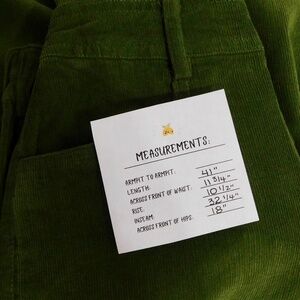 MEASUREMENTS:
ARMPIT TO ARMPIT:
LENGTH: 41"
ACROSS FRONT OF WAIST: 11 3/4"
RISE: 10 1/2"
INSEAM: 32 1/4"
ACROSS FRONT OF HIPS: 18"